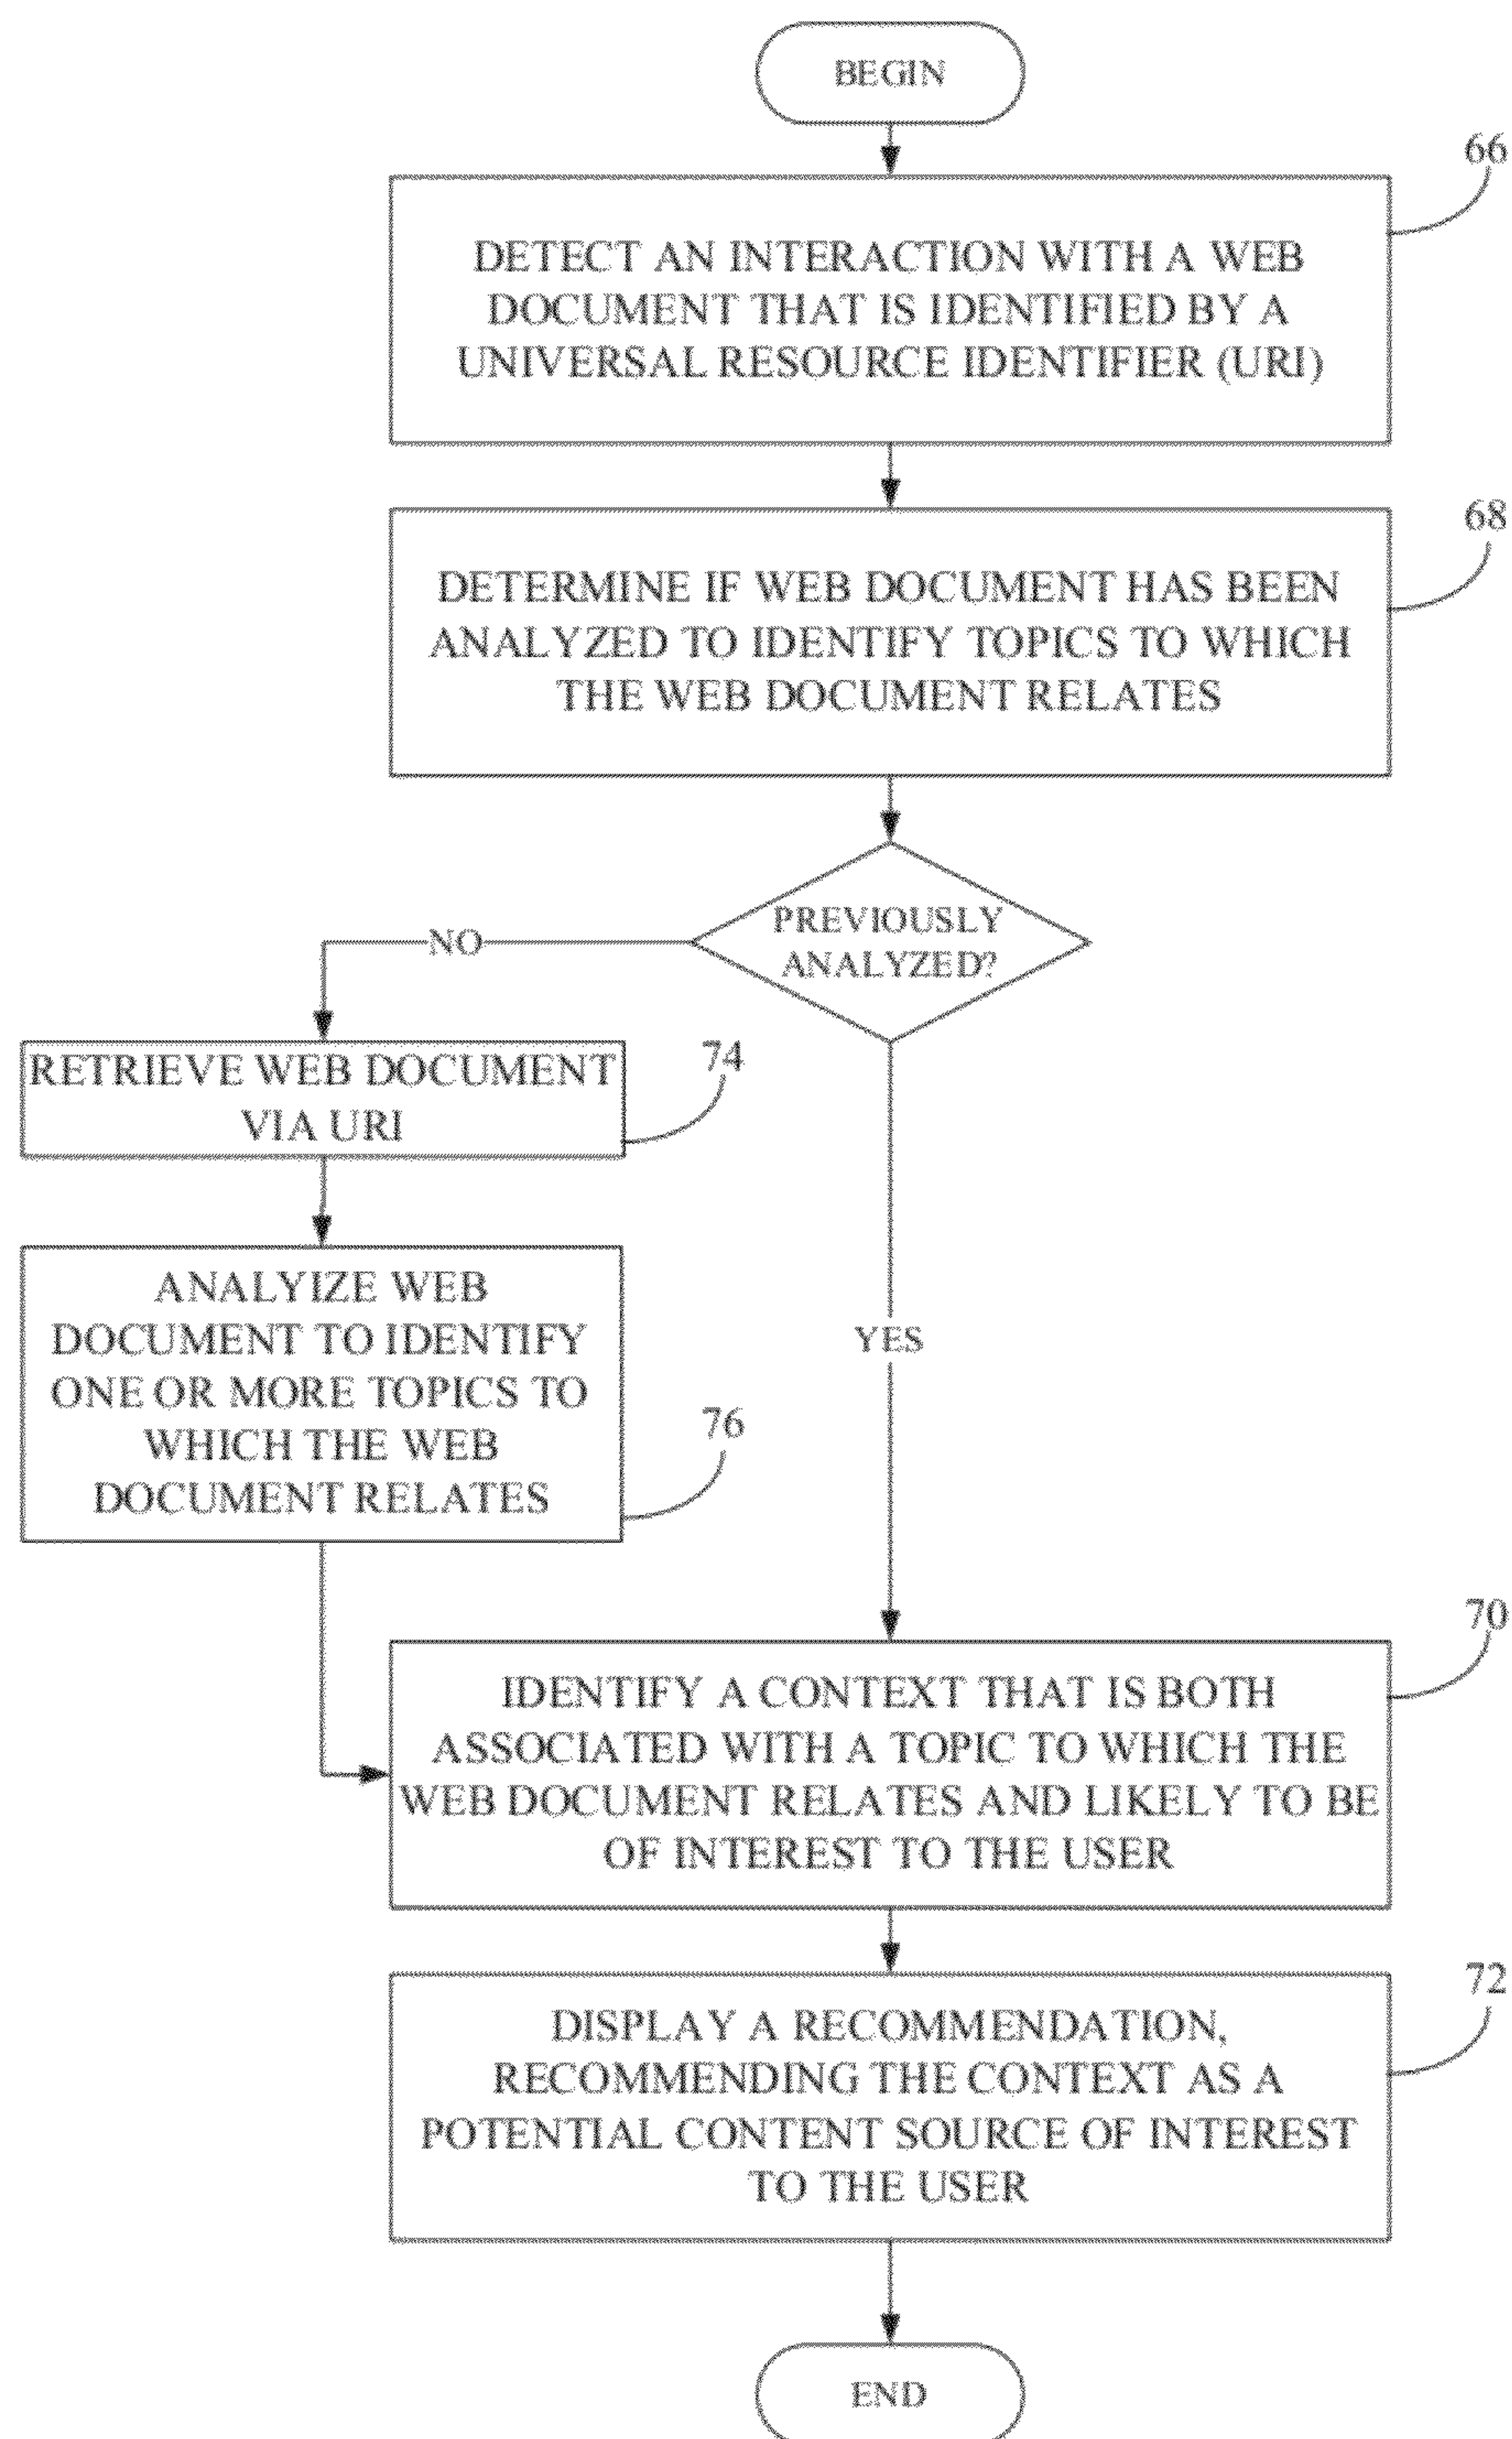 BEGIN
66
DETECT AN INTERACTION WITH A WEB
DOCUMENT THAT IS IDENTIFIED BY A
UNIVERSAL RESOURCE IDENTIFIER (URI)
68
DETERMINE IF WEB DOCUMENT HAS BEEN
ANALYZED TO IDENTIFY TOPICS TO WHICH
THE WEB DOCUMENT RELATES
PREVIOUSLY
ANALYZED?
NO
74
RETRIEVE WEB DOCUMENT
VIA URI
ANALYIZE WEB
DOCUMENT TO IDENTIFY
ONE OR MORE TOPICS TO
WHICH THE WEB
DOCUMENT RELATES
76
YES
70
IDENTIFY A CONTEXT THAT IS BOTH
ASSOCIATED WITH A TOPIC TO WHICH THE
WEB DOCUMENT RELATES AND LIKELY TO BE
OF INTEREST TO THE USER
72
DISPLAY A RECOMMENDATION,
RECOMMENDING THE CONTEXT AS A
POTENTIAL CONTENT SOURCE OF INTEREST
TO THE USER
END